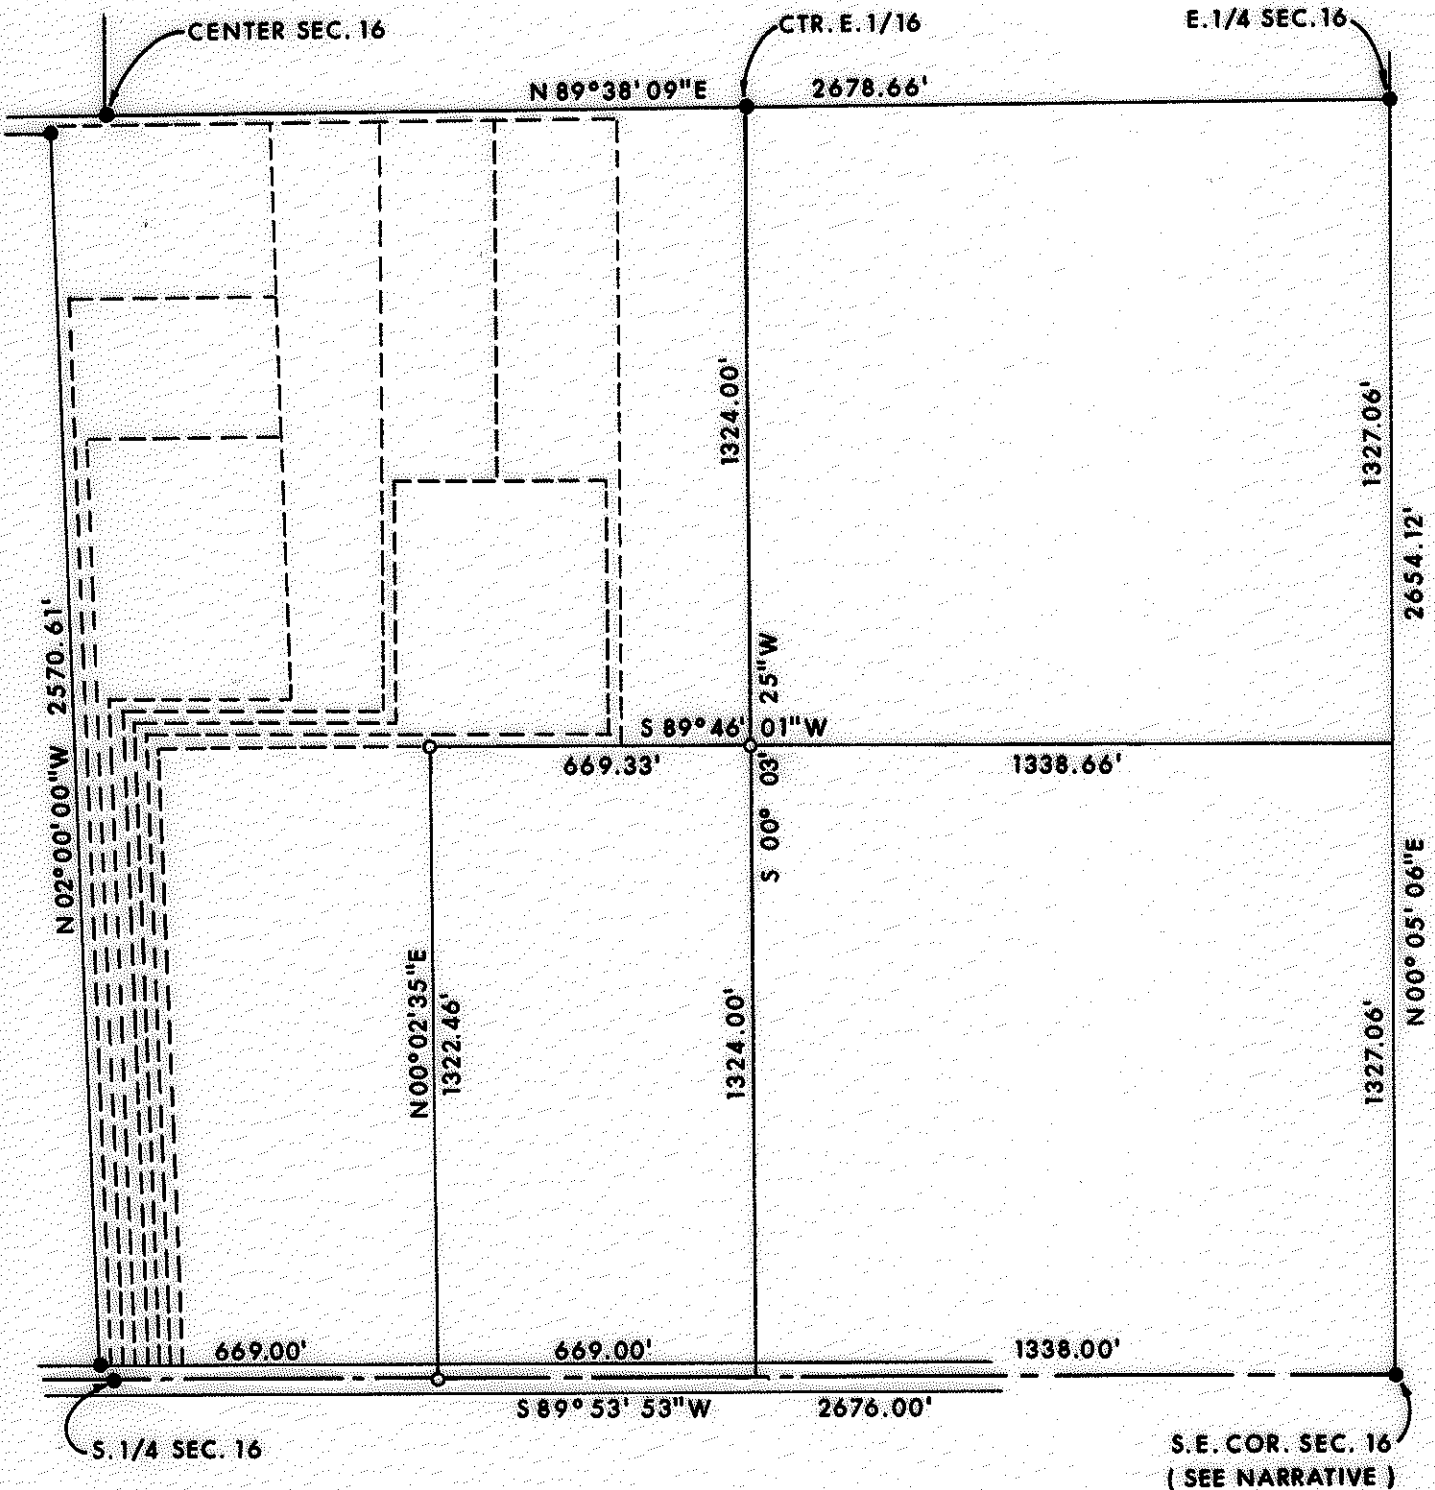 CENTER SEC. 16
CTR. E. 1/16
E. 1/4 SEC. 16
N 89° 38' 09" E
2678.66'
1324.00'
1327.06'
2654.12'
2570.61'
N 02° 00' 00" W
S 89° 46' 01" W
S 00° 03' 25" W
669.33'
1338.66'
N 00° 02' 35" E
1322.46'
1324.00'
1327.06'
N 00° 05' 06" E
669.00'
669.00'
1338.00'
S 89° 53' 53" W
2676.00'
S. 1/4 SEC. 16
S.E. COR. SEC. 16
( SEE NARRATIVE )